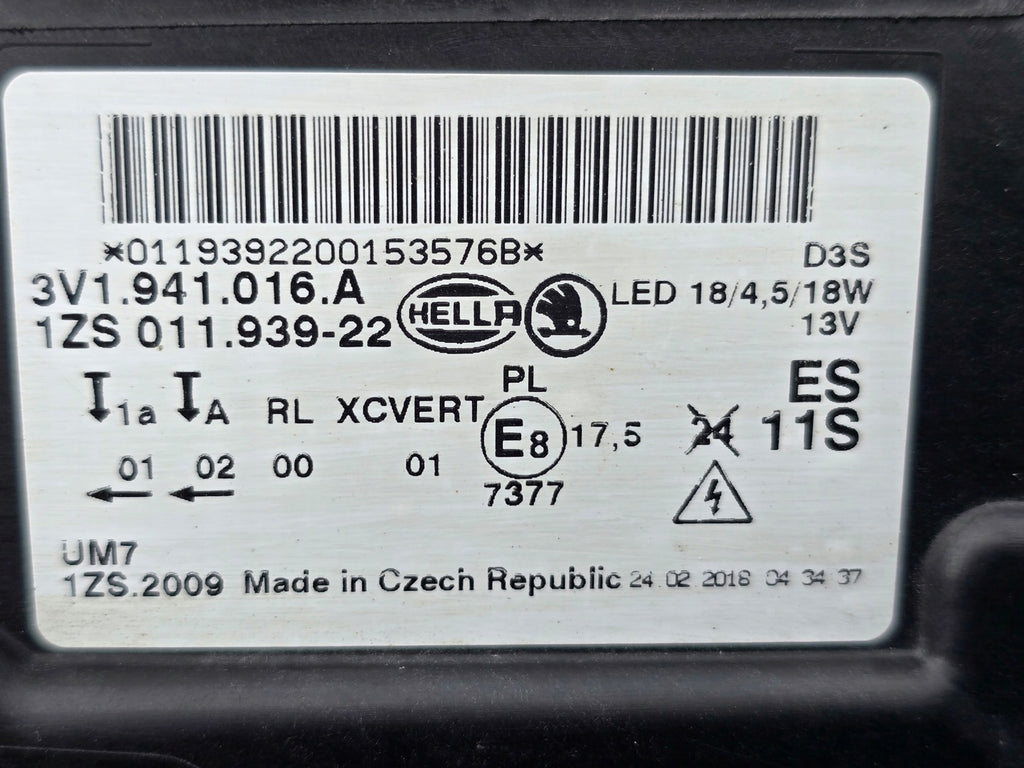 *0119392200153576B*
D3S
3V1.941.016.A
HELLA
LED 18/4,5/18W
1ZS 011.939-22
13V
PL
ES
1a A RL XCVERT
E8 17,5 24 11S
01 02 00 01
7377
UM7
1ZS.2009 Made in Czech Republic 24 02 2018 04 34 37